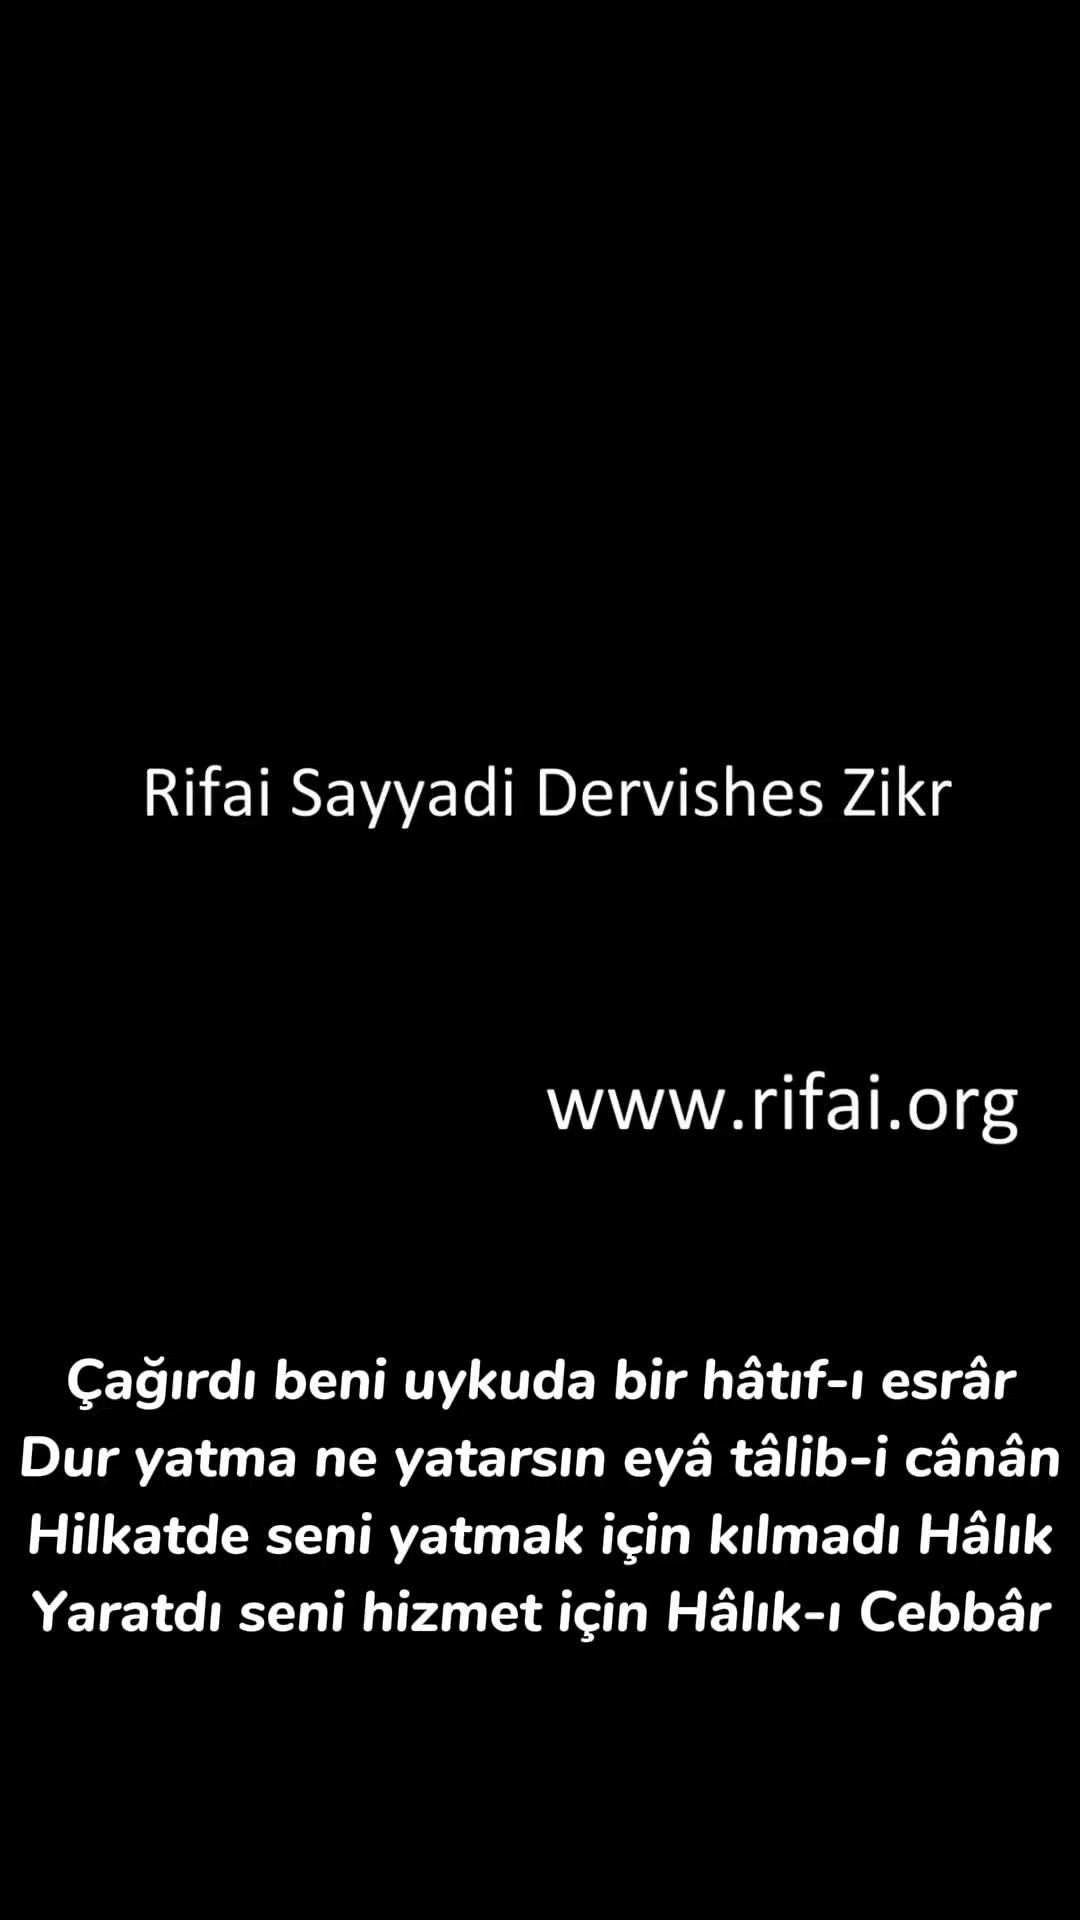 Rifai Sayyadi Dervishes Zikr
www.rifai.org
Çağırdı beni uykuda bir hâtıf-ı esrâr
Dur yatma ne yatarsın eyâ tâlib-i cânân
Hilkatde seni yatmak için kılmadı Hâlık
Yaratdı seni hizmet için Hâlık-ı Cebbâr